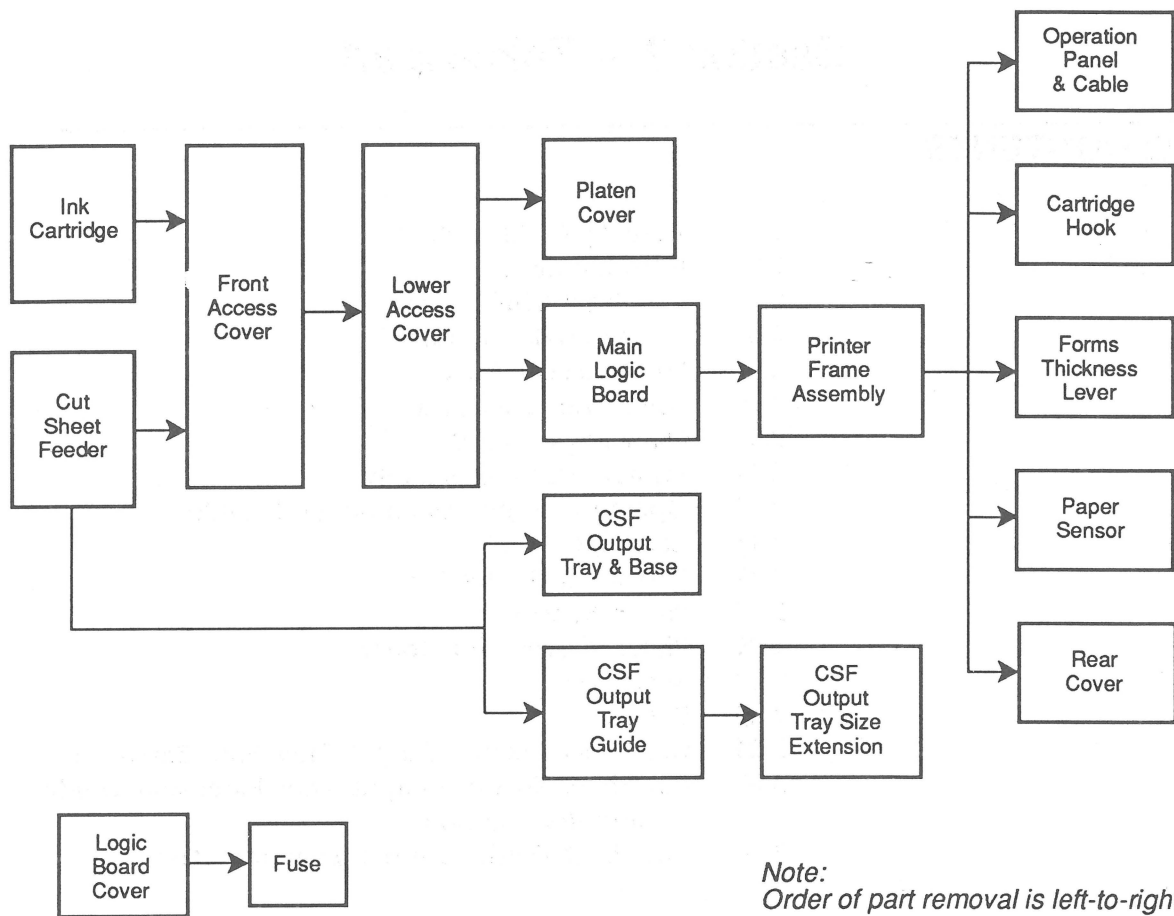 Operation
Panel
& Cable
Ink
Cartridge
Front
Access
Cover
Lower
Access
Cover
Platen
Cover
Cartridge
Hook
Cut
Sheet
Feeder
Main
Logic
Board
Printer
Frame
Assembly
Forms
Thickness
Lever
CSF
Output
Tray & Base
Paper
Sensor
CSF
Output
Tray
Guide
CSF
Output
Tray Size
Extension
Rear
Cover
Logic
Board
Cover
Fuse
Note:
Order of part removal is left-to-righ